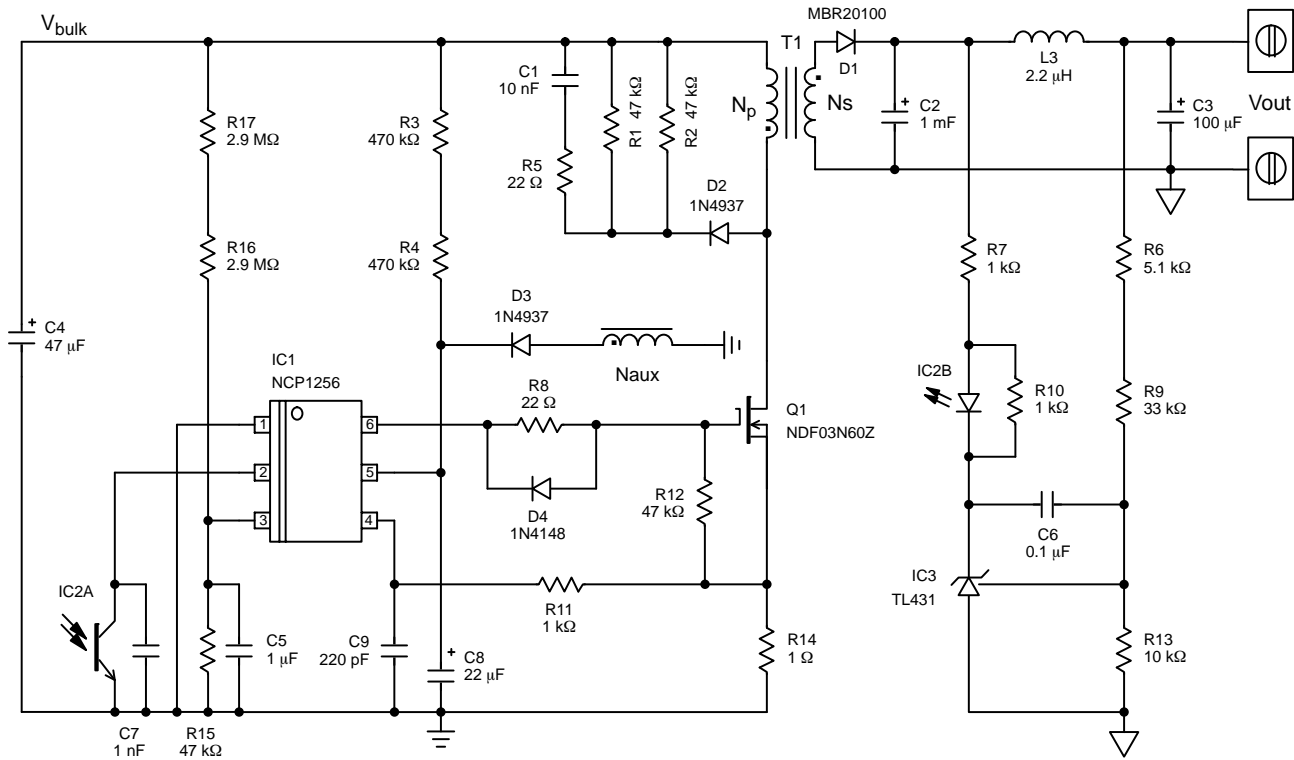 V_bulk
MBR20100
T1
D1
L3
2.2 μH
C1
10 nF
R1 47 kΩ
R2 47 kΩ
N_p
Ns
+
C2
1 mF
+
C3
100 μF
Vout
R17
2.9 MΩ
R3
470 kΩ
R5
22 Ω
D2
1N4937
R16
2.9 MΩ
R4
470 kΩ
R7
1 kΩ
R6
5.1 kΩ
+
C4
47 μF
D3
1N4937
Naux
IC1
NCP1256
R8
22 Ω
Q1
NDF03N60Z
IC2B
R10
1 kΩ
R9
33 kΩ
1
6
2
5
3
4
D4
1N4148
R12
47 kΩ
C6
0.1 μF
IC2A
IC3
TL431
R11
1 kΩ
C5
1 μF
C9
220 pF
+
C8
22 μF
R14
1 Ω
R13
10 kΩ
C7
1 nF
R15
47 kΩ